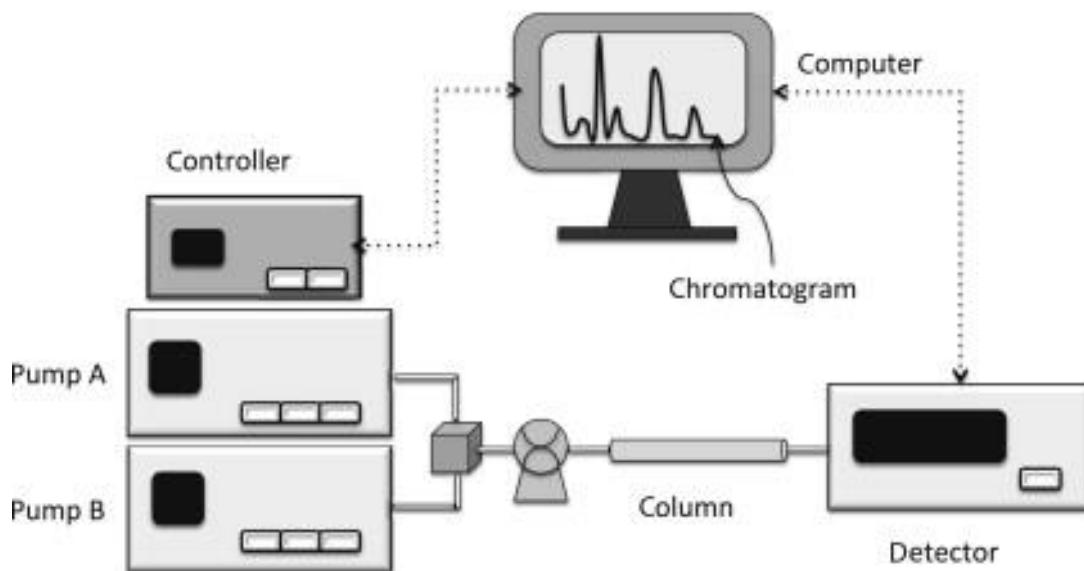 Computer
Controller
Chromatogram
Pump A
Pump B
Column
Detector